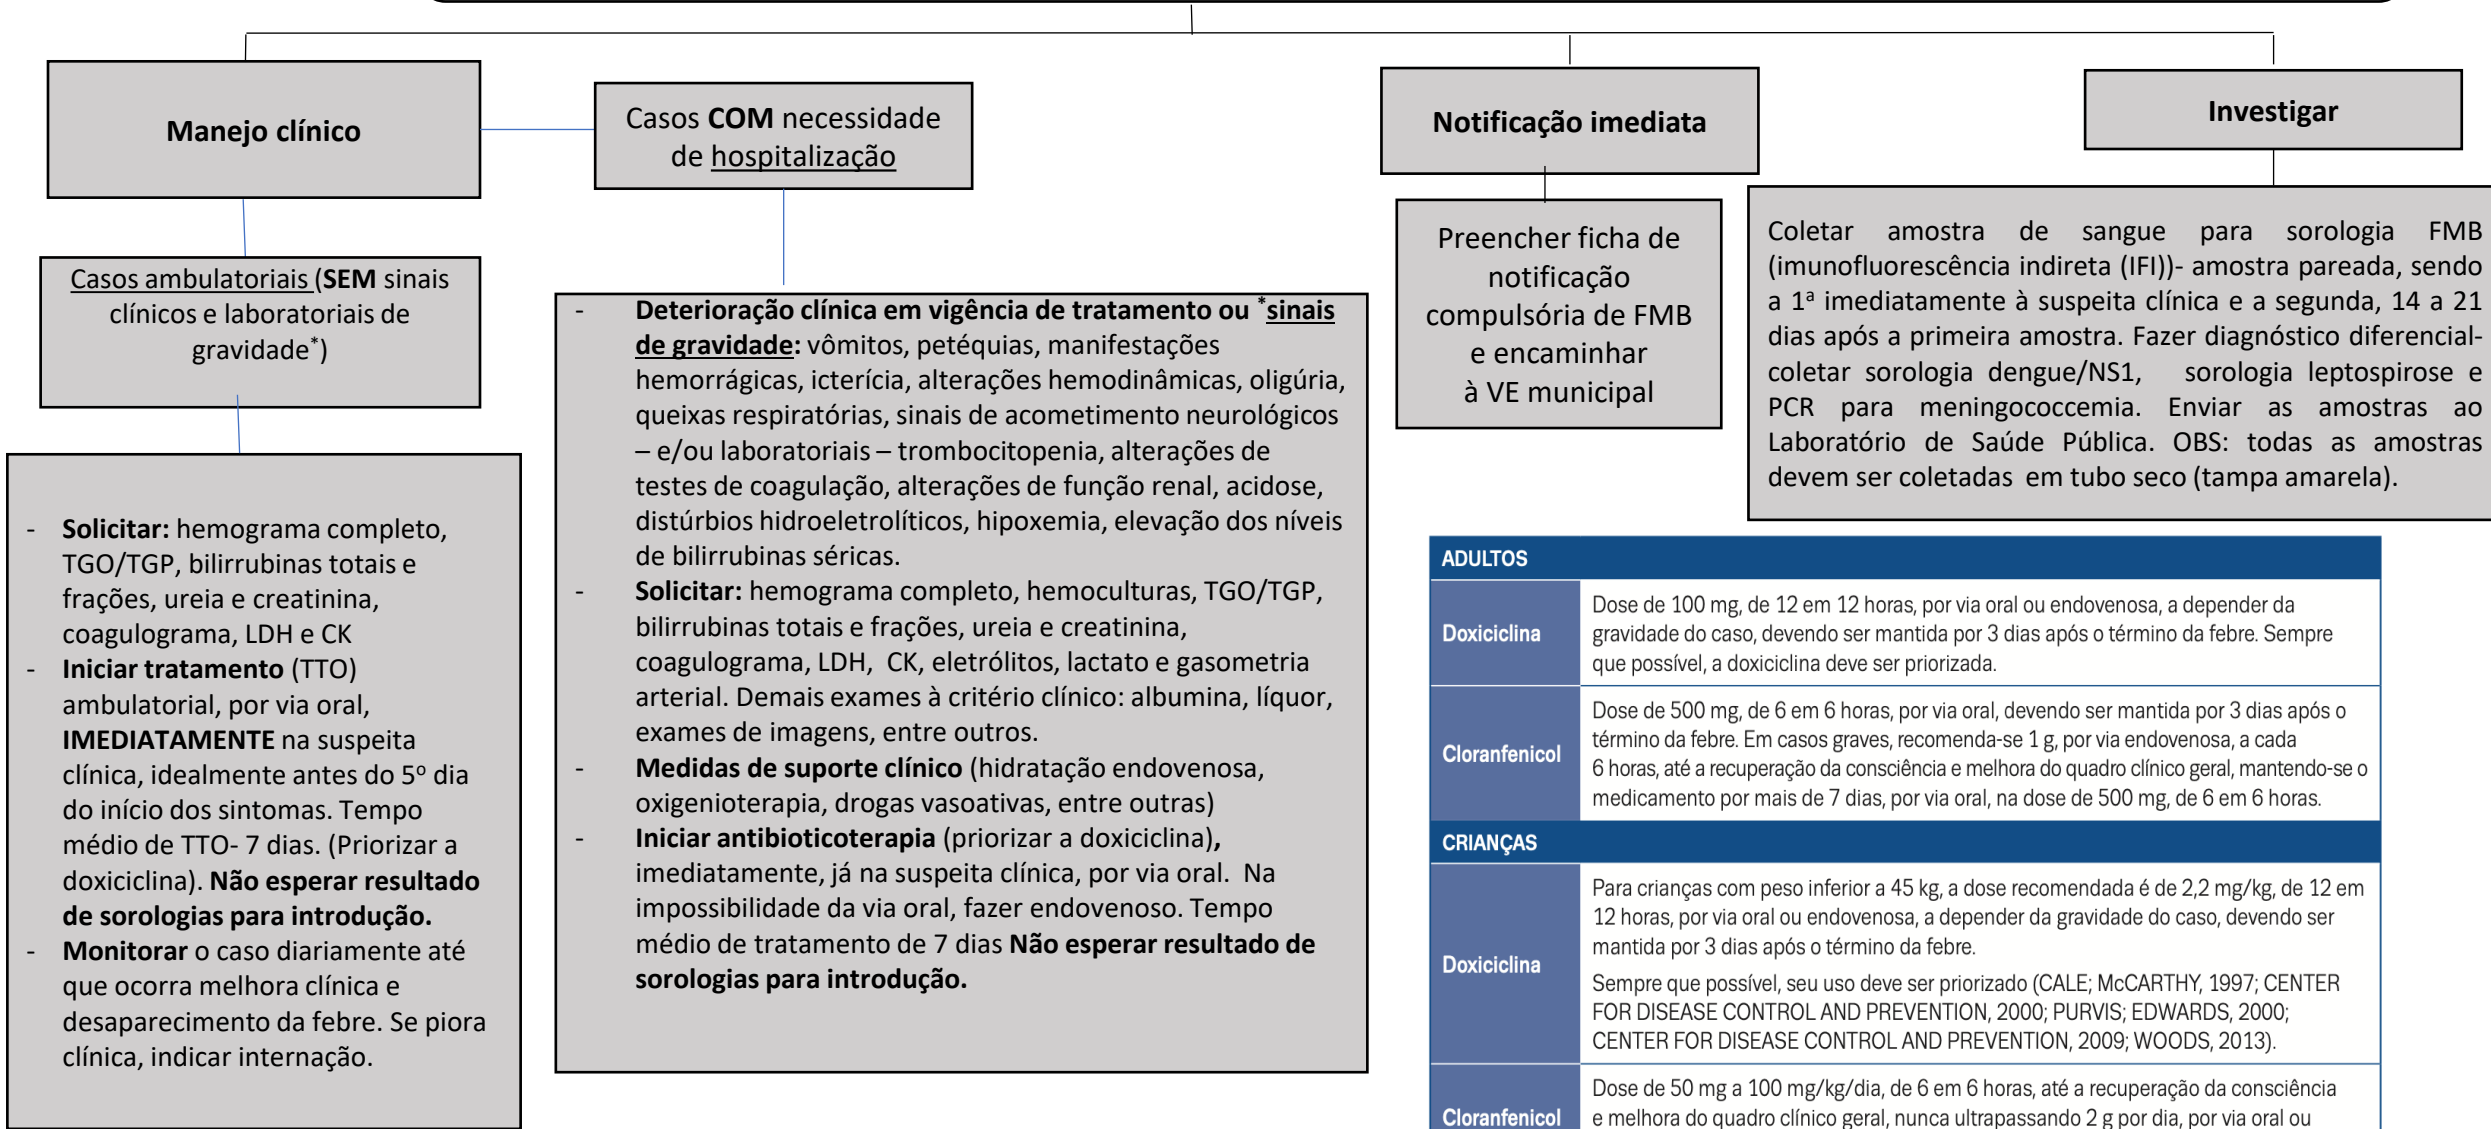 Manejo clínico
Casos COM necessidade
de hospitalização
Notificação imediata
Investigar
Casos ambulatoriais (SEM sinais
clínicos e laboratoriais de
gravidade*)
- Solicitar: hemograma completo,
TGO/TGP, bilirrubinas totais e
frações, ureia e creatinina,
coagulograma, LDH e CK
- Iniciar tratamento (TTO)
ambulatorial, por via oral,
IMEDIATAMENTE na suspeita
clínica, idealmente antes do 5º dia
do início dos sintomas. Tempo
médio de TTO- 7 dias. (Priorizar a
doxiciclina). Não esperar resultado
de sorologias para introdução.
- Monitorar o caso diariamente até
que ocorra melhora clínica e
desaparecimento da febre. Se piora
clínica, indicar internação.
- Deterioração clínica em vigência de tratamento ou *sinais
de gravidade: vômitos, petéquias, manifestações
hemorrágicas, icterícia, alterações hemodinâmicas, oligúria,
queixas respiratórias, sinais de acometimento neurológicos
– e/ou laboratoriais – trombocitopenia, alterações de
testes de coagulação, alterações de função renal, acidose,
distúrbios hidroeletrolíticos, hipoxemia, elevação dos níveis
de bilirrubinas séricas.
- Solicitar: hemograma completo, hemoculturas, TGO/TGP,
bilirrubinas totais e frações, ureia e creatinina,
coagulograma, LDH, CK, eletrólitos, lactato e gasometria
arterial. Demais exames à critério clínico: albumina, líquor,
exames de imagens, entre outros.
- Medidas de suporte clínico (hidratação endovenosa,
oxigenioterapia, drogas vasoativas, entre outras)
- Iniciar antibioticoterapia (priorizar a doxiciclina),
imediatamente, já na suspeita clínica, por via oral. Na
impossibilidade da via oral, fazer endovenoso. Tempo
médio de tratamento de 7 dias Não esperar resultado de
sorologias para introdução.
Preencher ficha de
notificação
compulsória de FMB
e encaminhar
à VE municipal
Coletar amostra de sangue para sorologia FMB
(imunofluorescência indireta (IFI))- amostra pareada, sendo
a 1ª imediatamente à suspeita clínica e a segunda, 14 a 21
dias após a primeira amostra. Fazer diagnóstico diferencial-
coletar sorologia dengue/NS1, sorologia leptospirose e
PCR para meningococcemia. Enviar as amostras ao
Laboratório de Saúde Pública. OBS: todas as amostras
devem ser coletadas em tubo seco (tampa amarela).
ADULTOS
Doxiciclina
Dose de 100 mg, de 12 em 12 horas, por via oral ou endovenosa, a depender da
gravidade do caso, devendo ser mantida por 3 dias após o término da febre. Sempre
que possível, a doxiciclina deve ser priorizada.
Cloranfenicol
Dose de 500 mg, de 6 em 6 horas, por via oral, devendo ser mantida por 3 dias após o
término da febre. Em casos graves, recomenda-se 1 g, por via endovenosa, a cada
6 horas, até a recuperação da consciência e melhora do quadro clínico geral, mantendo-se o
medicamento por mais de 7 dias, por via oral, na dose de 500 mg, de 6 em 6 horas.
CRIANÇAS
Doxiciclina
Para crianças com peso inferior a 45 kg, a dose recomendada é de 2,2 mg/kg, de 12 em
12 horas, por via oral ou endovenosa, a depender da gravidade do caso, devendo ser
mantida por 3 dias após o término da febre.
Sempre que possível, seu uso deve ser priorizado (CALE; McCARTHY, 1997; CENTER
FOR DISEASE CONTROL AND PREVENTION, 2000; PURVIS; EDWARDS, 2000;
CENTER FOR DISEASE CONTROL AND PREVENTION, 2009; WOODS, 2013).
Cloranfenicol
Dose de 50 mg a 100 mg/kg/dia, de 6 em 6 horas, até a recuperação da consciência
e melhora do quadro clínico geral, nunca ultrapassando 2 g por dia, por via oral ou